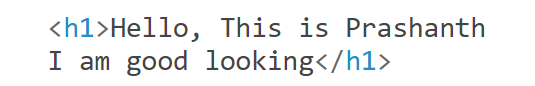 <h1>Hello, This is Prashanth
I am good looking</h1>